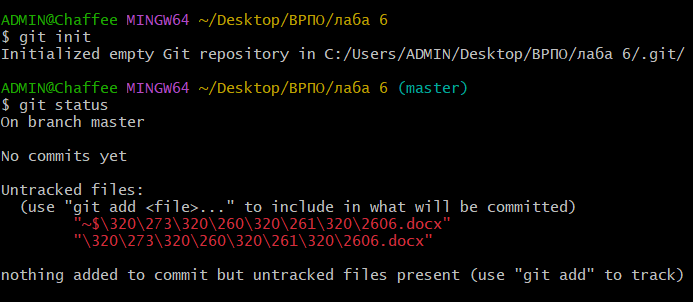 ADMIN@Chaffee MINGW64 ~/Desktop/ВРПО/лаба 6
$ git init
Initialized empty Git repository in C:/Users/ADMIN/Desktop/ВРПО/лаба 6/.git/
ADMIN@Chaffee MINGW64 ~/Desktop/ВРПО/лаба 6 (master)
$ git status
On branch master
No commits yet
Untracked files:
(use "git add <file>..." to include in what will be committed)
"~$\320\273\320\260\320\261\320\2606.docx"
"\320\273\320\260\320\261\320\2606.docx"
nothing added to commit but untracked files present (use "git add" to track)